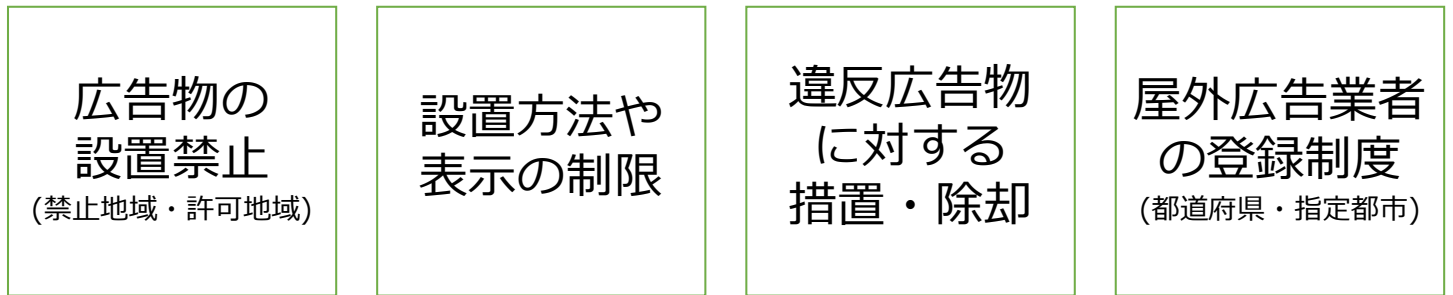 広告物の
設置禁止
(禁止地域・許可地域)
設置方法や
表示の制限
違反広告物
に対する
措置・除却
屋外広告業者
の登録制度
(都道府県・指定都市)